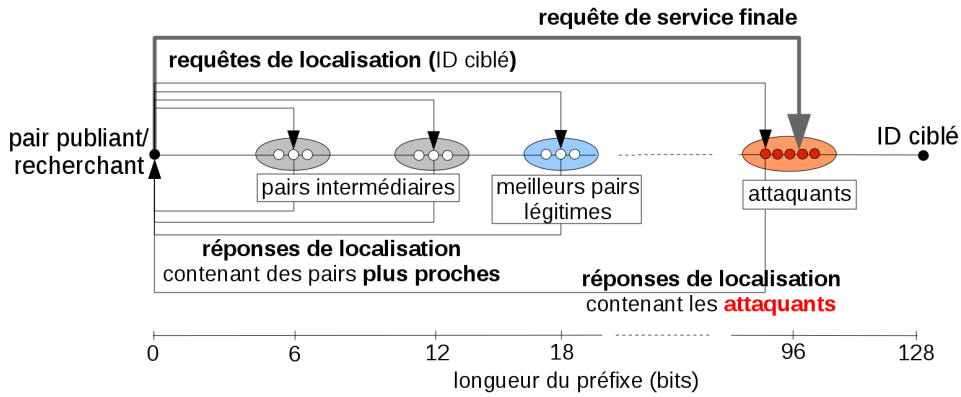 requête de service finale
requêtes de localisation (ID ciblé)
pair publiant/
recherchant
ID ciblé
pairs intermédiaires
meilleurs pairs
légitimes
attaquants
réponses de localisation
contenant des pairs plus proches
réponses de localisation
contenant les attaquants
0 6 12 18 96 128
longueur du préfixe (bits)